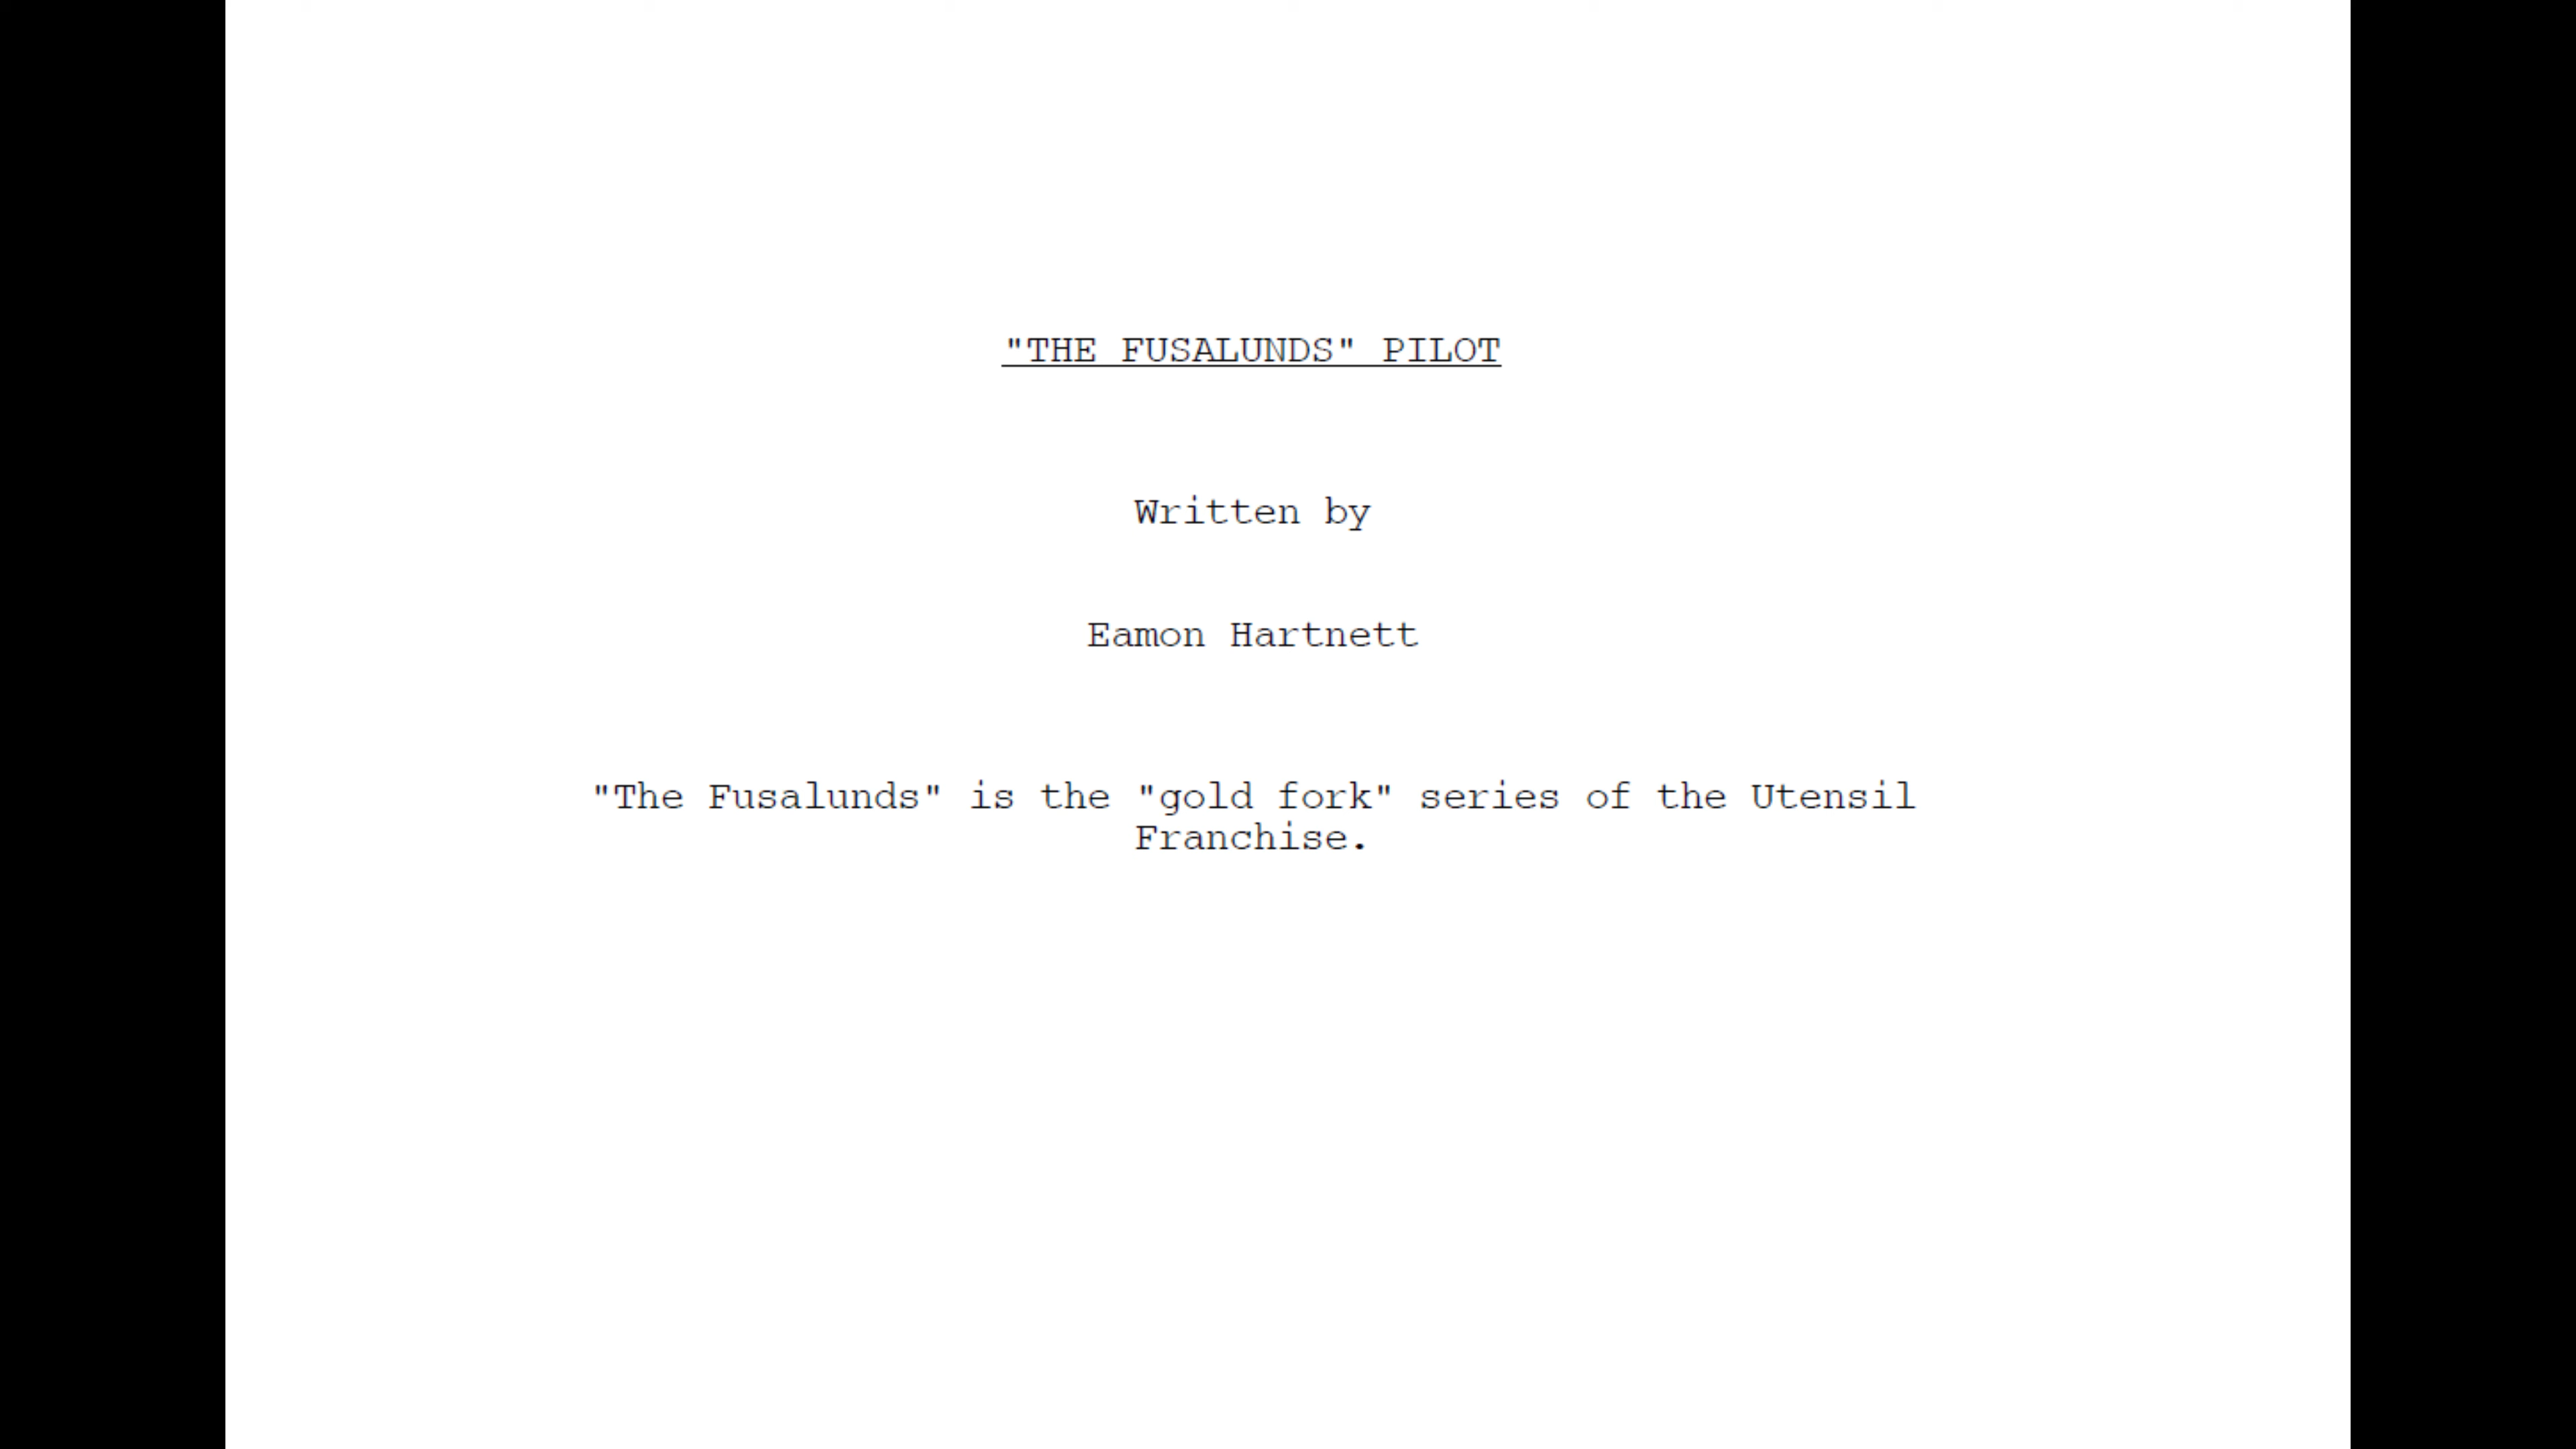 "THE FUSALUNDS" PILOT
Written by
Eamon Hartnett
"The Fusalunds" is the "gold fork" series of the Utensil
Franchise.